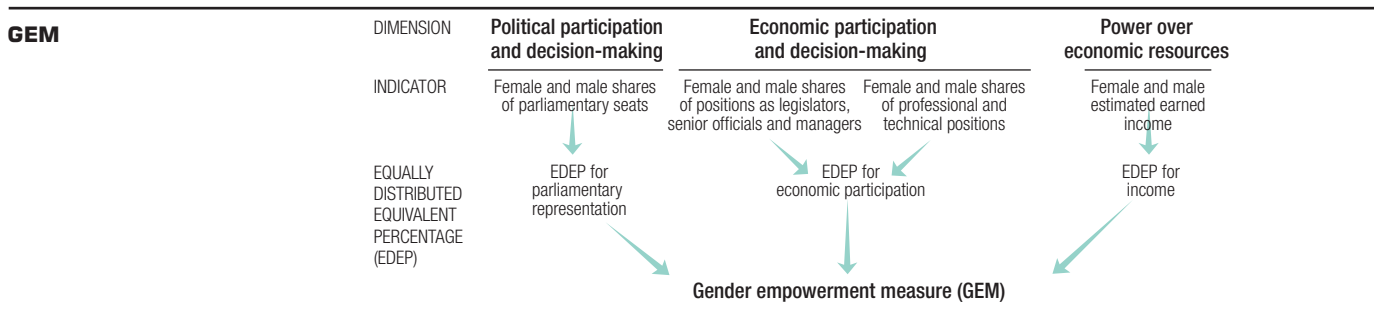 GEM
DIMENSION
Political participation
and decision-making
Economic participation
and decision-making
Power over
economic resources
INDICATOR
Female and male shares
of parliamentary seats
Female and male shares
of positions as legislators,
senior officials and managers
Female and male shares
of professional and
technical positions
Female and male
estimated earned
income
EQUALLY
DISTRIBUTED
EQUIVALENT
PERCENTAGE
(EDEP)
EDEP for
parliamentary
representation
EDEP for
economic participation
EDEP for
income
Gender empowerment measure (GEM)